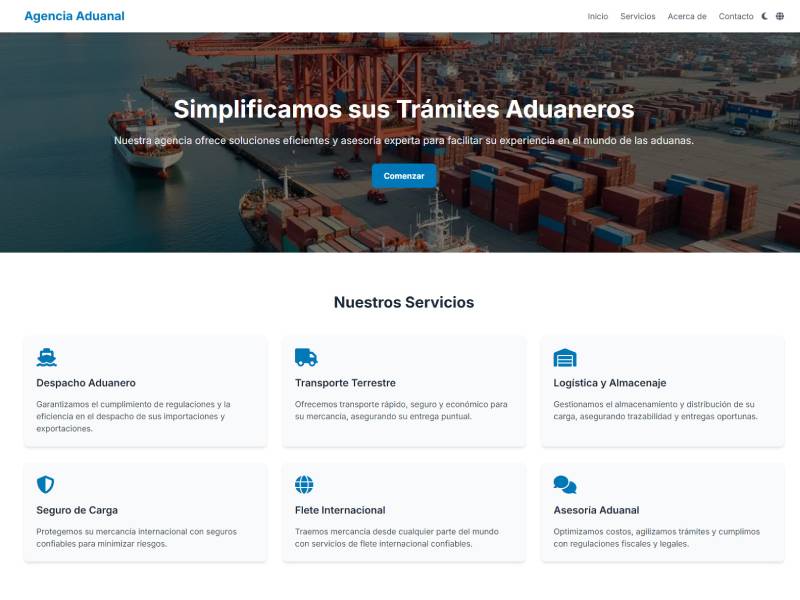 Agencia Aduanal
Inicio Servicios Acerca de Contacto
Simplificamos sus Trámites Aduaneros
Nuestra agencia ofrece soluciones eficientes y asesoría experta para facilitar su experiencia en el mundo de las aduanas.
Comenzar
Nuestros Servicios
Despacho Aduanero
Garantizamos el cumplimiento de regulaciones y la
eficiencia en el despacho de sus importaciones y
exportaciones.
Transporte Terrestre
Ofrecemos transporte rápido, seguro y económico para
su mercancía, asegurando su entrega puntual.
Logística y Almacenaje
Gestionamos el almacenamiento y distribución de su
carga, asegurando trazabilidad y entregas oportunas.
Seguro de Carga
Protegemos su mercancía internacional con seguros
confiables para minimizar riesgos.
Flete Internacional
Traemos mercancía desde cualquier parte del mundo
con servicios de flete internacional confiables.
Asesoría Aduanal
Optimizamos costos, agilizamos trámites y cumplimos
con regulaciones fiscales y legales.